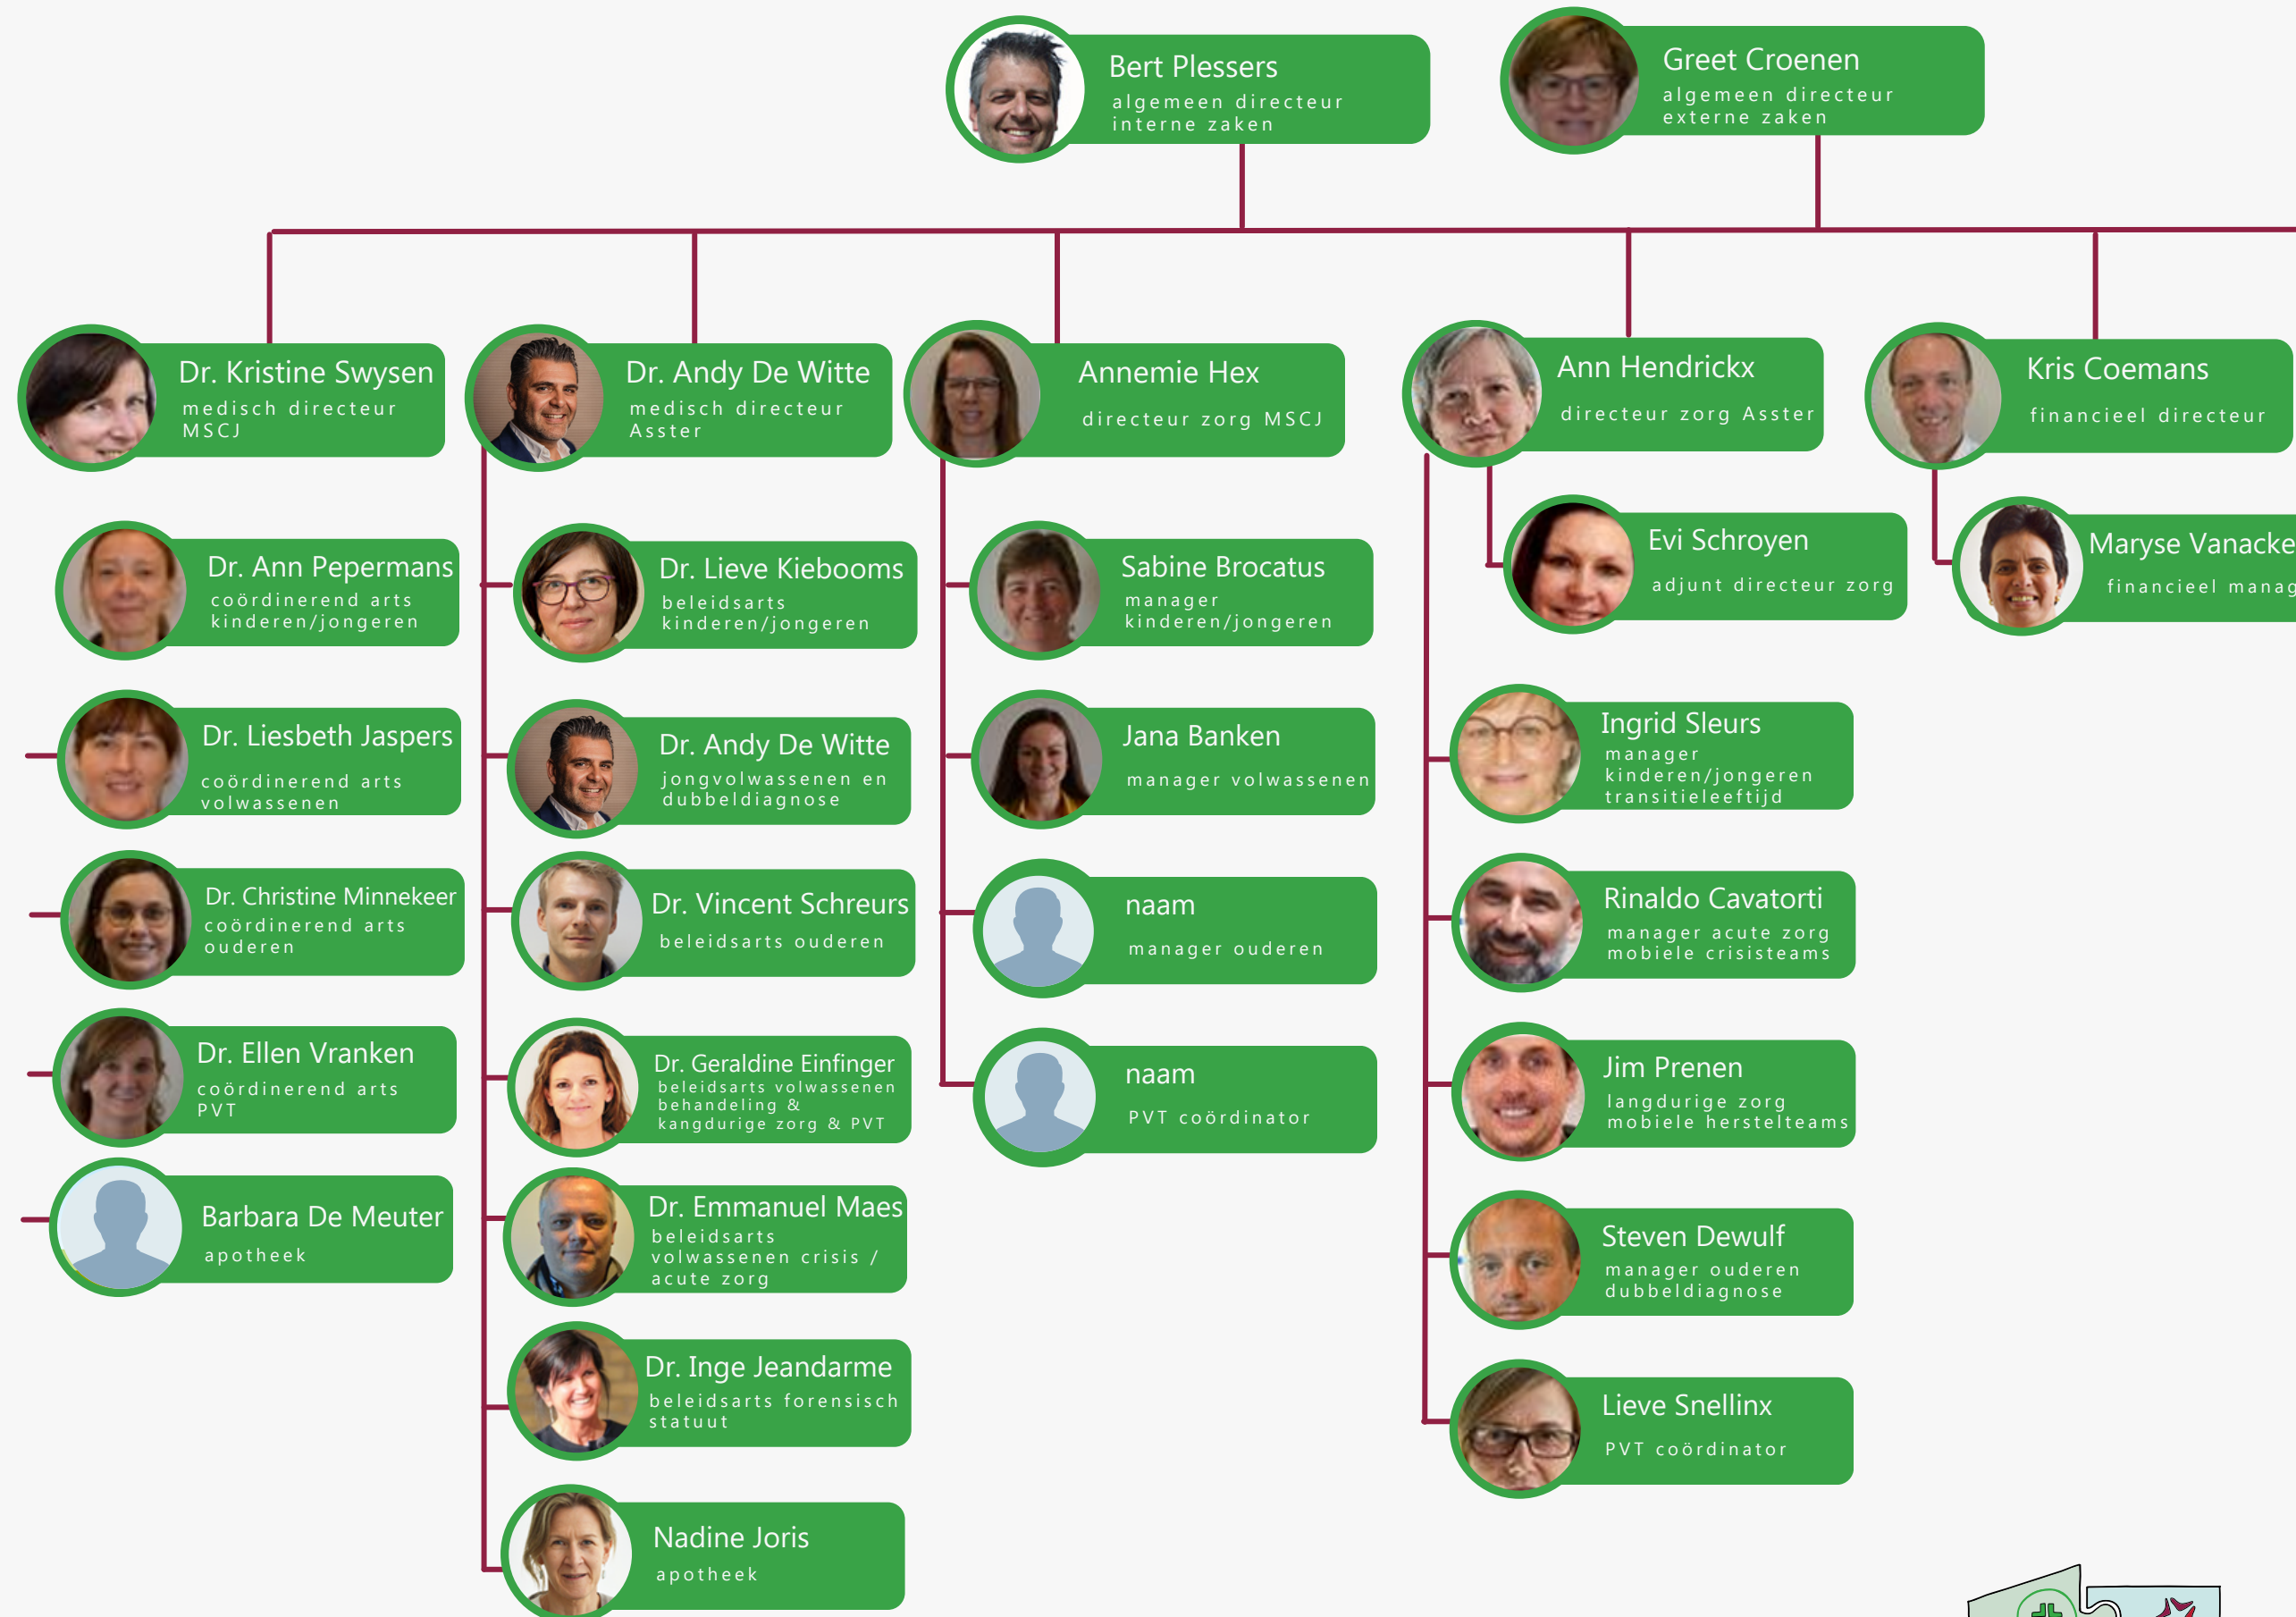 Bert Plessers
algemeen directeur
interne zaken
Greet Croenen
algemeen directeur
externe zaken
Dr. Kristine Swysen
medisch directeur
MSCJ
Dr. Andy De Witte
medisch directeur
Asster
Annemie Hex
directeur zorg MSCJ
Ann Hendrickx
directeur zorg Asster
Kris Coemans
financieel directeur
Dr. Ann Pepermans
coördinerend arts
kinderen/jongeren
Dr. Liesbeth Jaspers
coördinerend arts
volwassenen
Dr. Christine Minnekeer
coördinerend arts
ouderen
Dr. Ellen Vranken
coördinerend arts
PVT
Barbara De Meuter
apotheek
Dr. Lieve Kiebooms
beleidsarts
kinderen/jongeren
Dr. Andy De Witte
jongvolwassenen en
dubbeldiagnose
Dr. Vincent Schreurs
beleidsarts ouderen
Dr. Geraldine Einfinger
beleidsarts volwassenen
behandeling &
kangdurige zorg & PVT
Dr. Emmanuel Maes
beleidsarts
volwassenen crisis /
acute zorg
Dr. Inge Jeandarme
beleidsarts forensisch
statuut
Nadine Joris
apotheek
Sabine Brocatus
manager
kinderen/jongeren
Jana Banken
manager volwassenen
naam
manager ouderen
naam
PVT coördinator
Evi Schroyen
adjunt directeur zorg
Ingrid Sleurs
manager
kinderen/jongeren
transitieleeftijd
Rinaldo Cavatorti
manager acute zorg
mobiele crisisteams
Jim Prenen
langdurige zorg
mobiele herstelteams
Steven Dewulf
manager ouderen
dubbeldiagnose
Lieve Snellinx
PVT coördinator
Maryse Vanacke
financieel manag